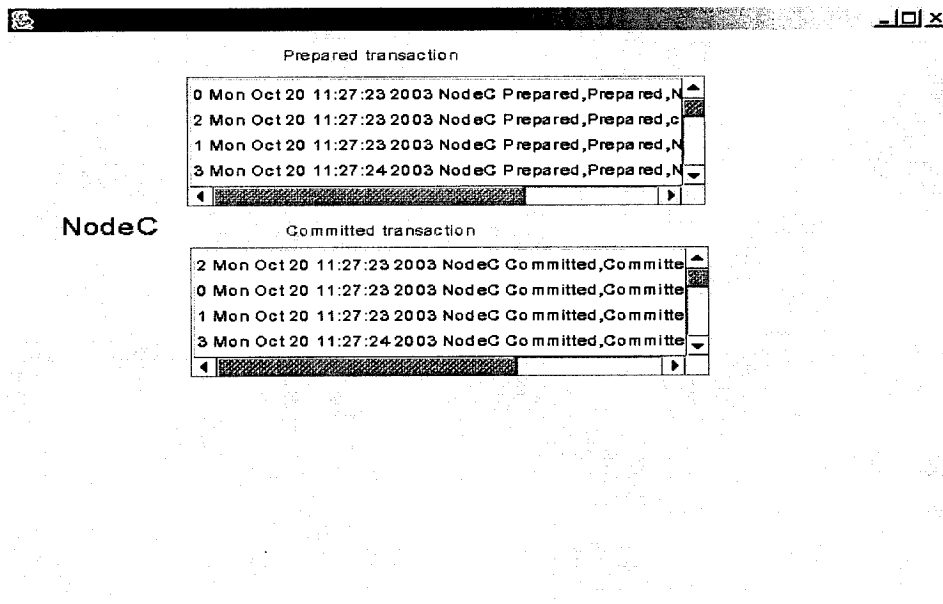 Prepared transaction
0 Mon Oct 20 11:27:23 2003 NodeC Prepared,Prepared,N
2 Mon Oct 20 11:27:23 2003 NodeC Prepared,Prepared,c
1 Mon Oct 20 11:27:23 2003 NodeC Prepared,Prepared,N
3 Mon Oct 20 11:27:24 2003 NodeC Prepared,Prepared,N
NodeC
Committed transaction
2 Mon Oct 20 11:27:23 2003 NodeC Committed,Committe
0 Mon Oct 20 11:27:23 2003 NodeC Committed,Committe
1 Mon Oct 20 11:27:23 2003 NodeC Committed,Committe
3 Mon Oct 20 11:27:24 2003 NodeC Committed,Committe